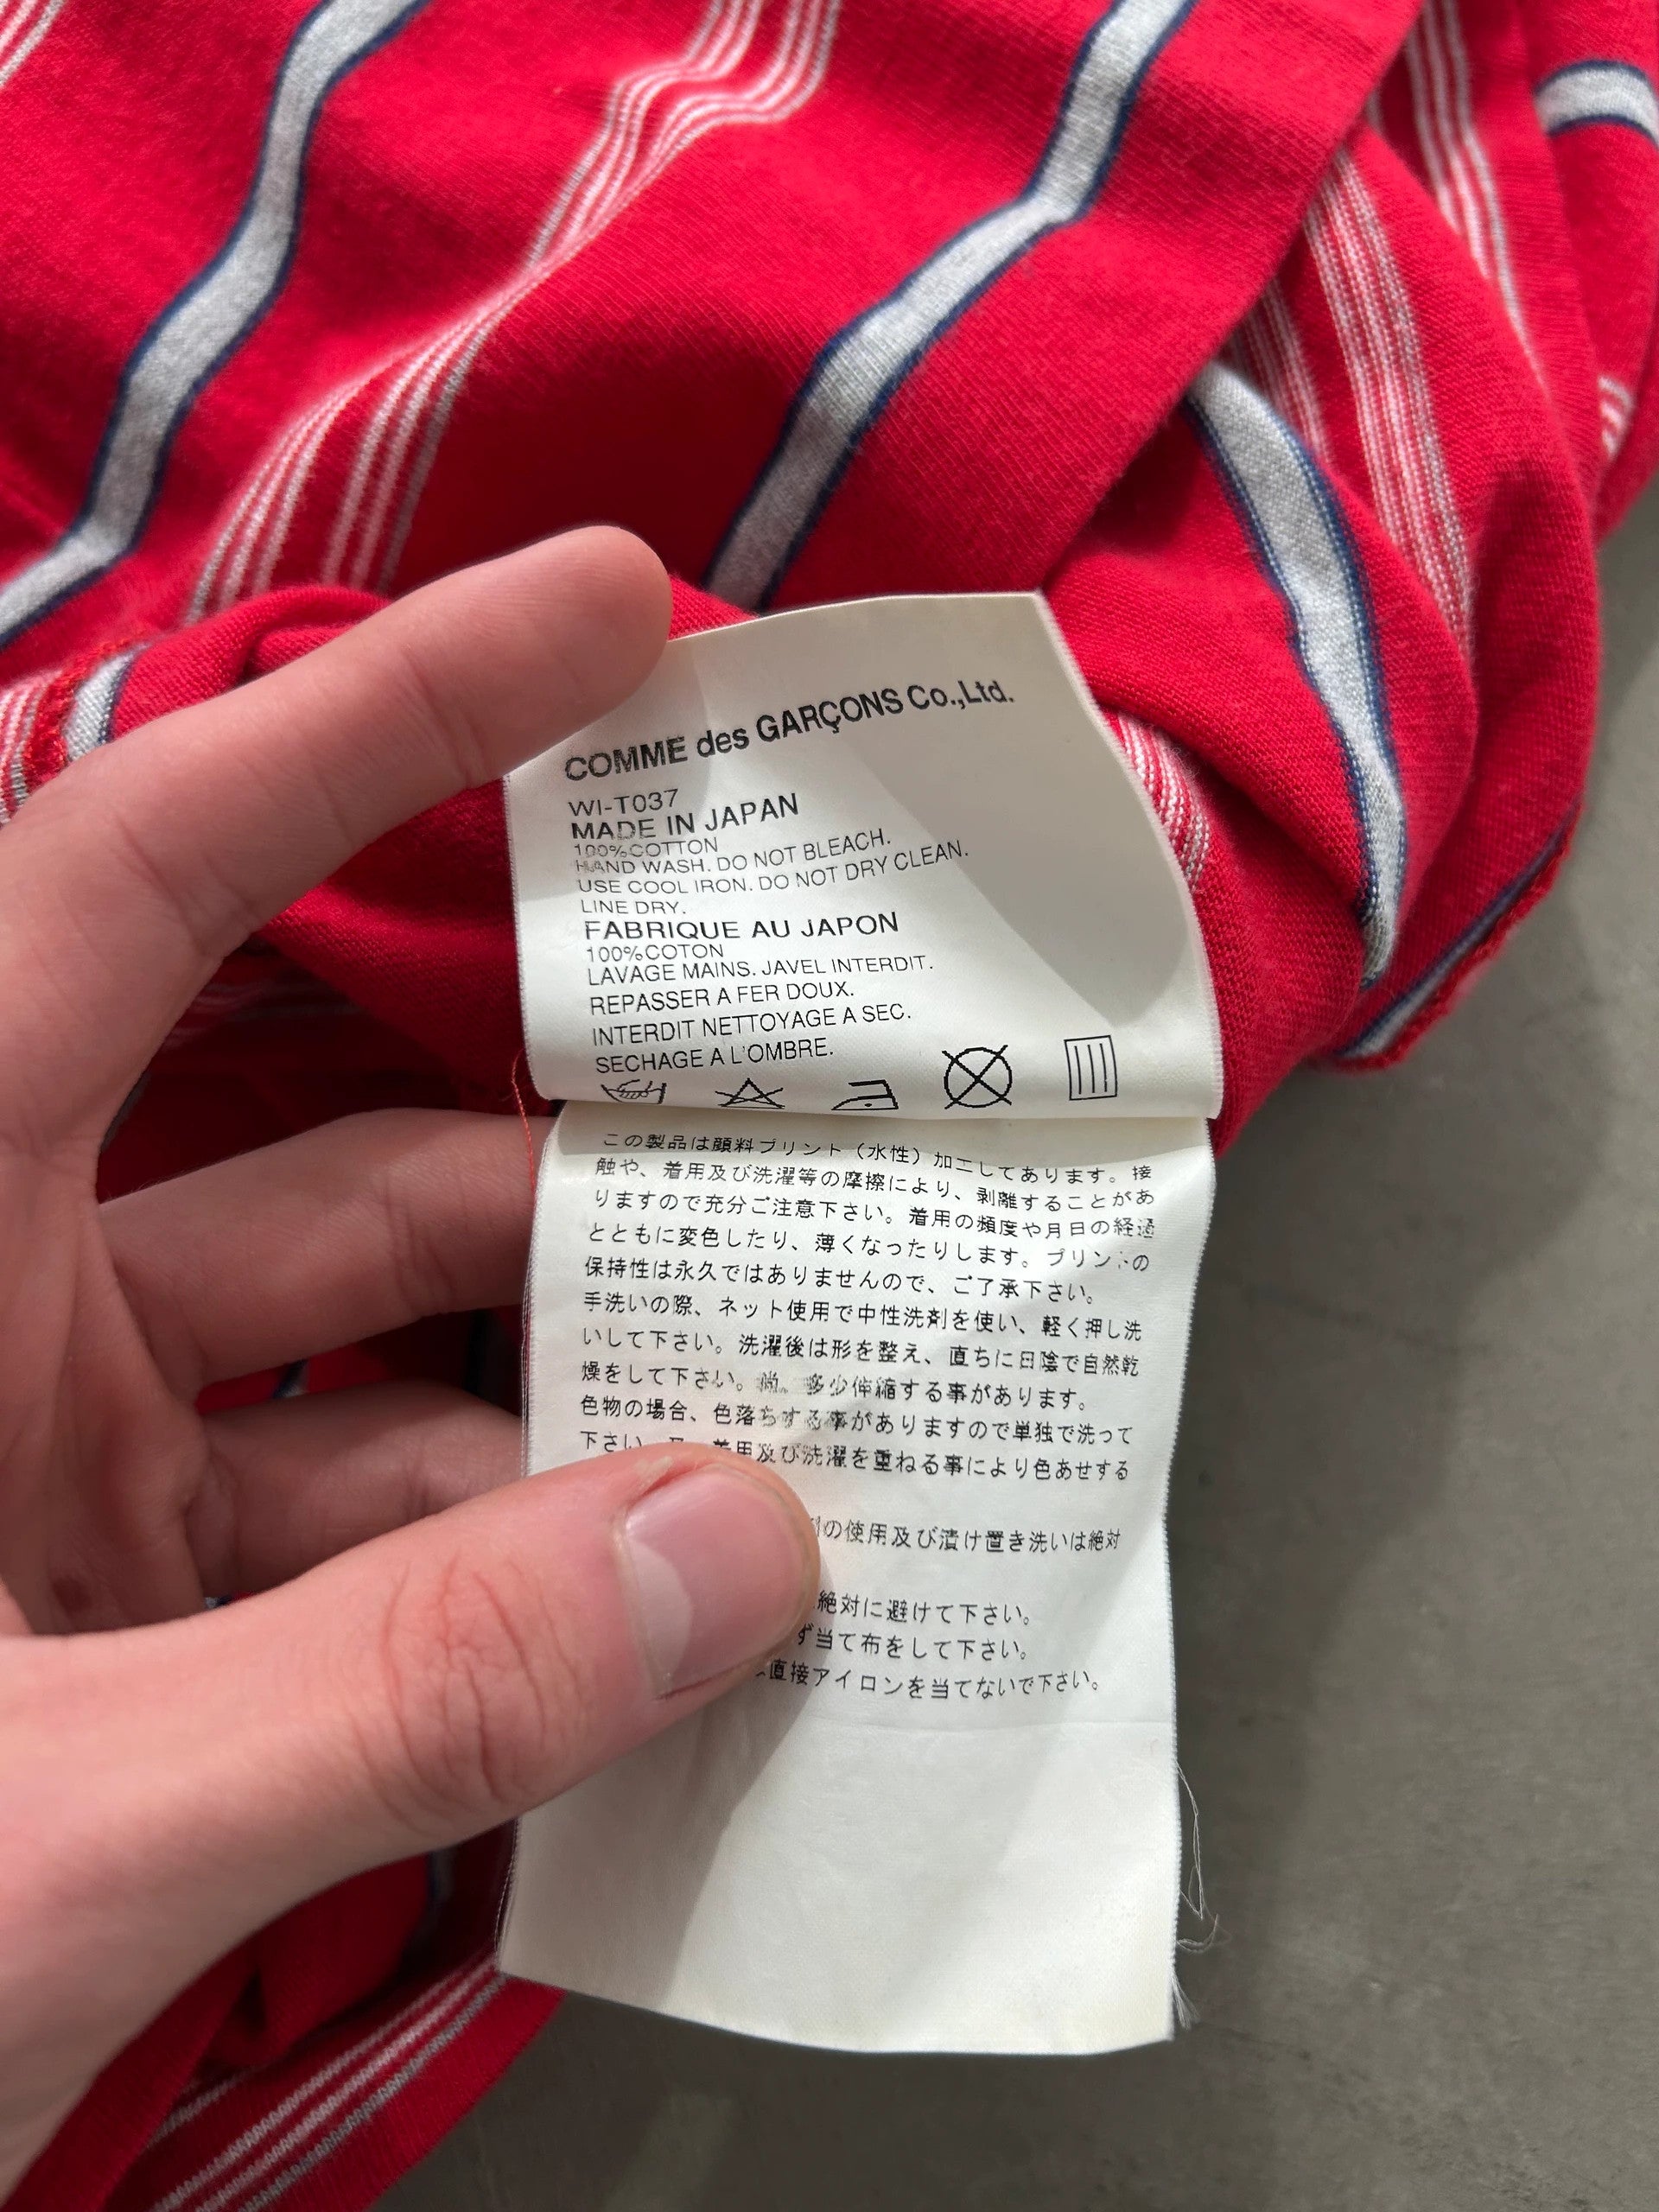 COMME des GARÇONS Co.,Ltd.
WI-T037
MADE IN JAPAN
100%COTTON
HAND WASH. DO NOT BLEACH.
USE COOL IRON. DO NOT DRY CLEAN.
LINE DRY.
FABRIQUE AU JAPON
100%COTON
LAVAGE MAINS. JAVEL INTERDIT.
REPASSER A FER DOUX.
INTERDIT NETTOYAGE A SEC.
SECHAGE A L'OMBRE.
この製品は顔料プリント（水性）加工してあります。接
触や、着用及び洗濯等の摩擦により、剥離することがあ
りますので充分ご注意下さい。着用の頻度や月日の経過
とともに変色したり、薄くなったりします。プリントの
保持性は永久ではありませんので、ご了承下さい。
手洗いの際、ネット使用で中性洗剤を使い、軽く押し洗
いして下さい。洗濯後は形を整え、直ちに日陰で自然乾
燥をして下さい。尚、多少伸縮する事があります。
色物の場合、色落ちする事がありますので単独で洗って
下さい 着用及び洗濯を重ねる事により色あせする
の使用及び漬け置き洗いは絶対
絶対に避けて下さい。
ず当て布をして下さい。
直接アイロンを当てないで下さい。